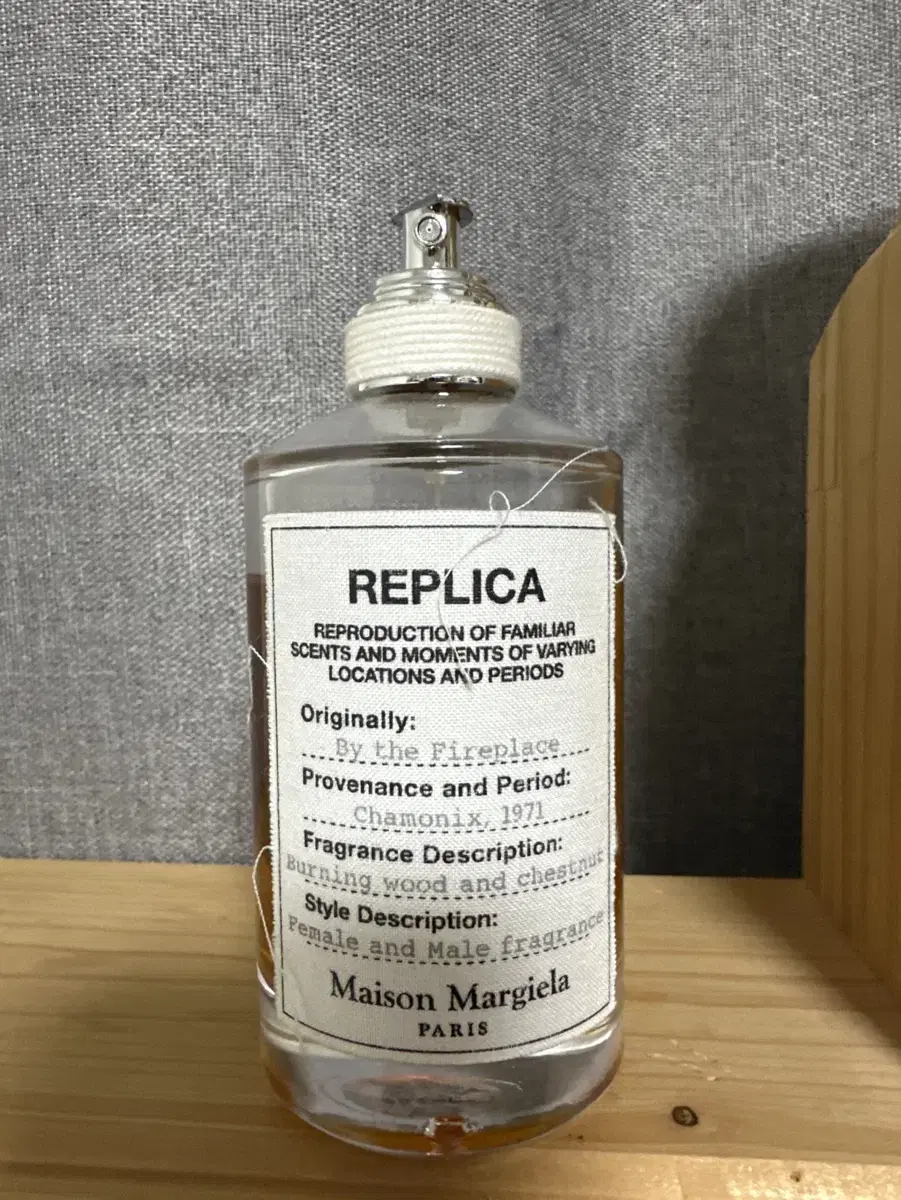 REPLICA
REPRODUCTION OF FAMILIAR
SCENTS AND MOMENTS OF VARYING
LOCATIONS AND PERIODS
Originally:
By the Fireplace
Provenance and Period:
Chamonix, 1971
Fragrance Description:
Burning wood and chestnut
Style Description:
Female and Male fragrance
Maison Margiela
PARIS